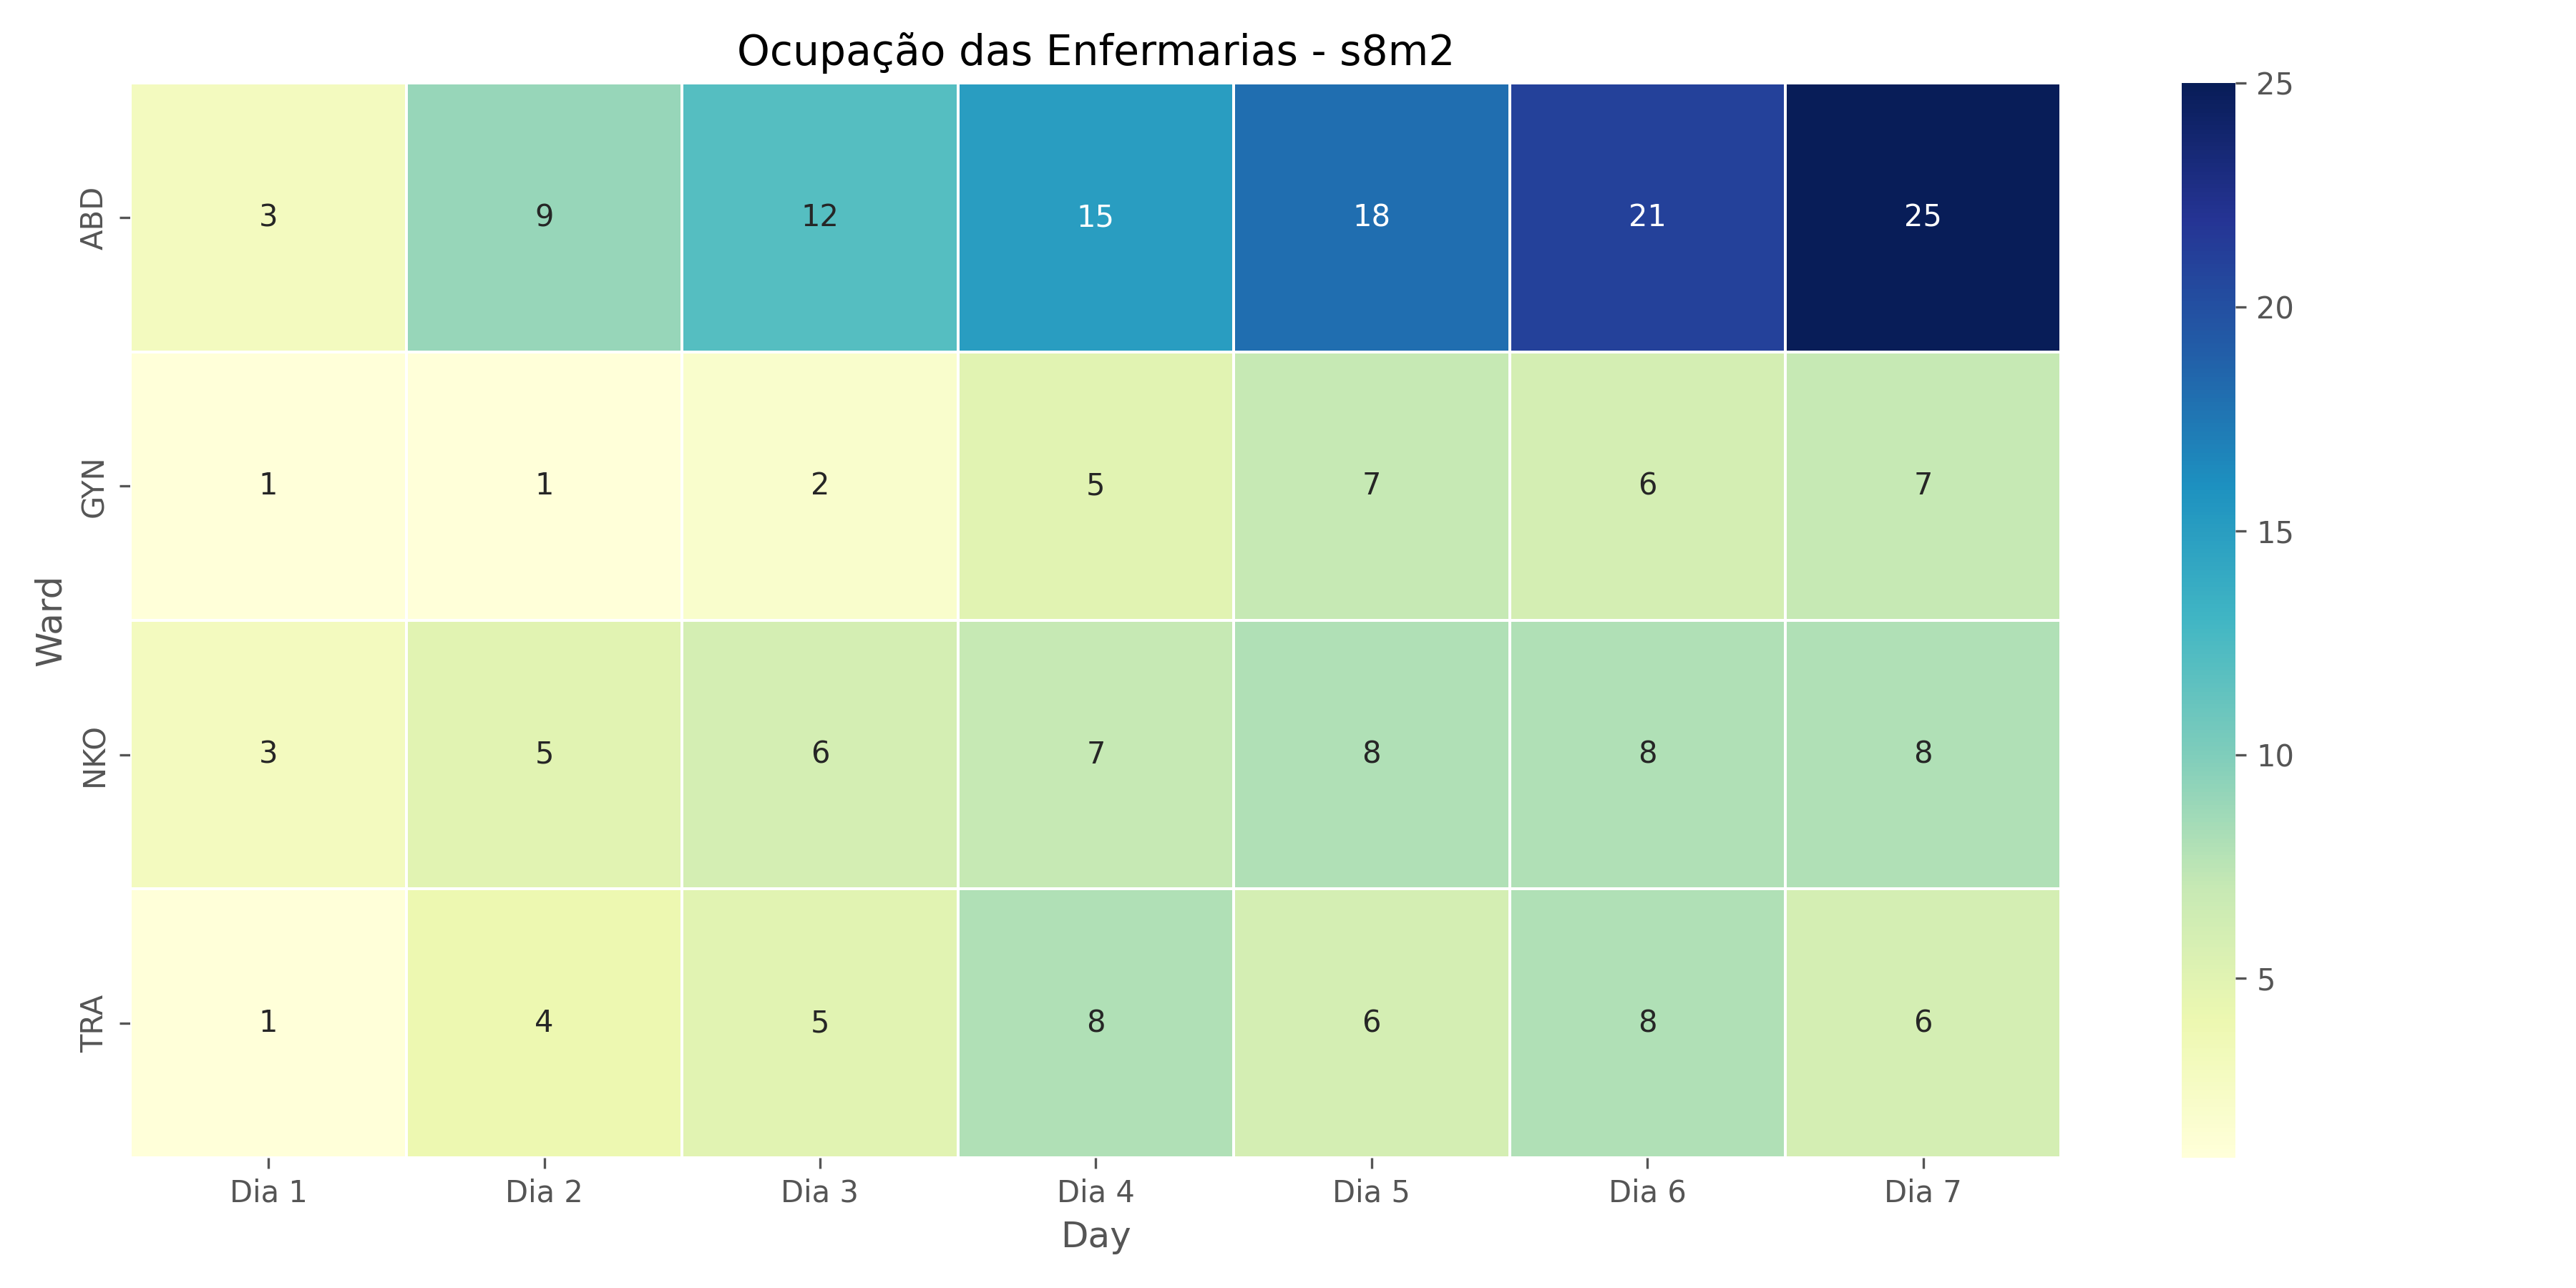 Ocupação das Enfermarias - s8m2
25
20
15
10
5
Ward
ABD 3 9 12 15 18 21 25
GYN 1 1 2 5 7 6 7
NKO 3 5 6 7 8 8 8
TRA 1 4 5 8 6 8 6
Dia 1 Dia 2 Dia 3 Dia 4 Dia 5 Dia 6 Dia 7
Day